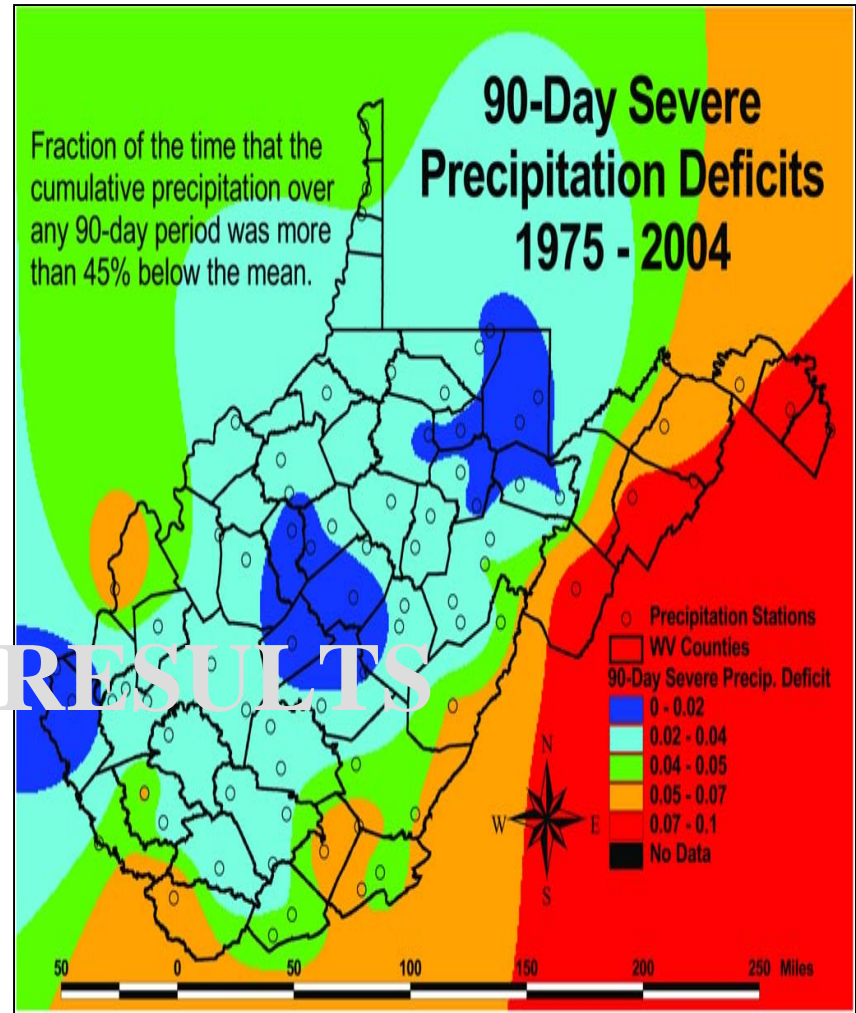 90-Day Severe
Precipitation Deficits
1975 - 2004
Fraction of the time that the
cumulative precipitation over
any 90-day period was more
than 45% below the mean.
RESULTS
Precipitation Stations
WV Counties
90-Day Severe Precip. Deficit
0 - 0.02
0.02 - 0.04
0.04 - 0.05
0.05 - 0.07
0.07 - 0.1
No Data
N
W E
S
50 0 50 100 150 200 250 Miles